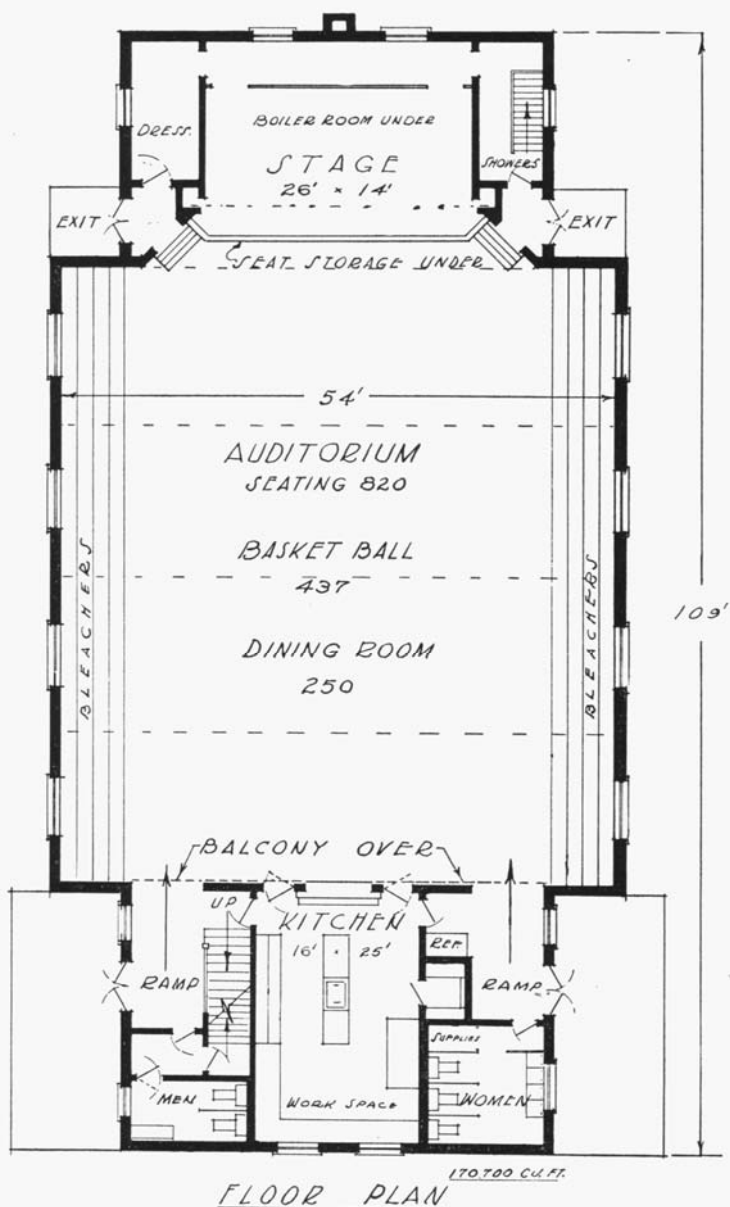 BOILER ROOM UNDER
DRESS.
STAGE
SHOWERS
26' × 14'
EXIT
EXIT
SEAT STORAGE UNDER
54'
AUDITORIUM
SEATING 820
BASKET BALL
437
BLEACHERS
BLEACHERS
109'
DINING ROOM
250
BALCONY OVER
UP
KITCHEN
16' × 25'
REF.
RAMP
RAMP
SUPPLIES
MEN
WORK SPACE
WOMEN
170,700 CU. FT.
FLOOR PLAN